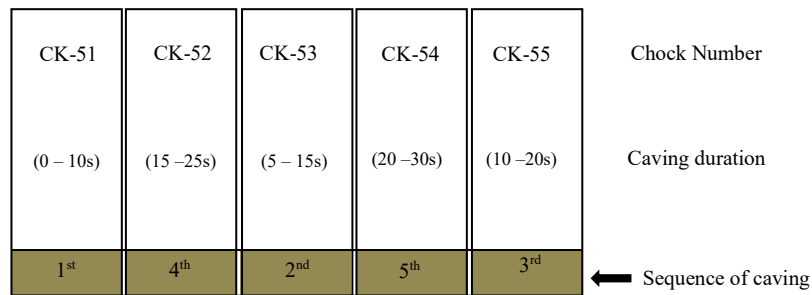 CK-51 CK-52 CK-53 CK-54 CK-55 Chock Number
(0 – 10s) (15 –25s) (5 – 15s) (20 –30s) (10 –20s) Caving duration
1st 4th 2nd 5th 3rd
Sequence of caving